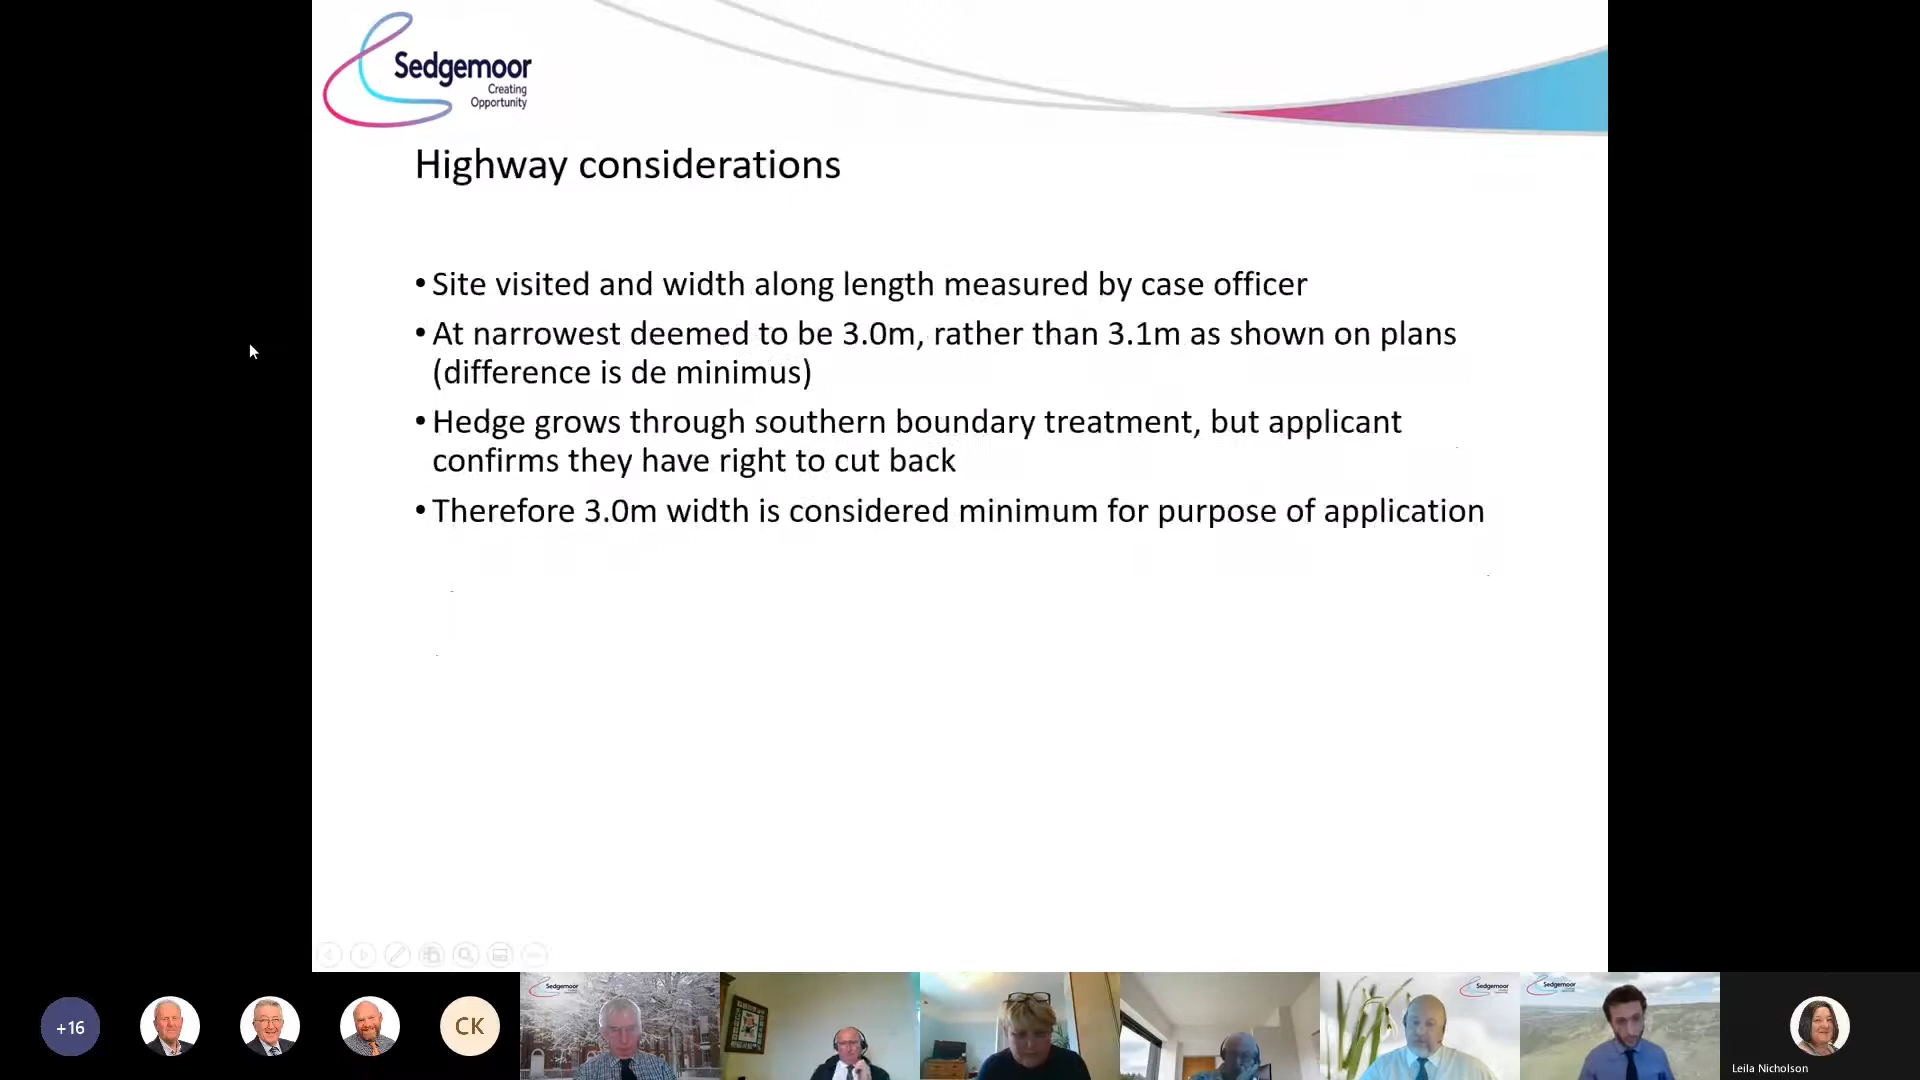 Sedgemoor
Creating
Opportunity
Highway considerations
• Site visited and width along length measured by case officer
• At narrowest deemed to be 3.0m, rather than 3.1m as shown on plans
(difference is de minimus)
• Hedge grows through southern boundary treatment, but applicant
confirms they have right to cut back
• Therefore 3.0m width is considered minimum for purpose of application
+16
CK
Sedgemoor
Sedgemoor
Sedgemoor
Leila Nicholson